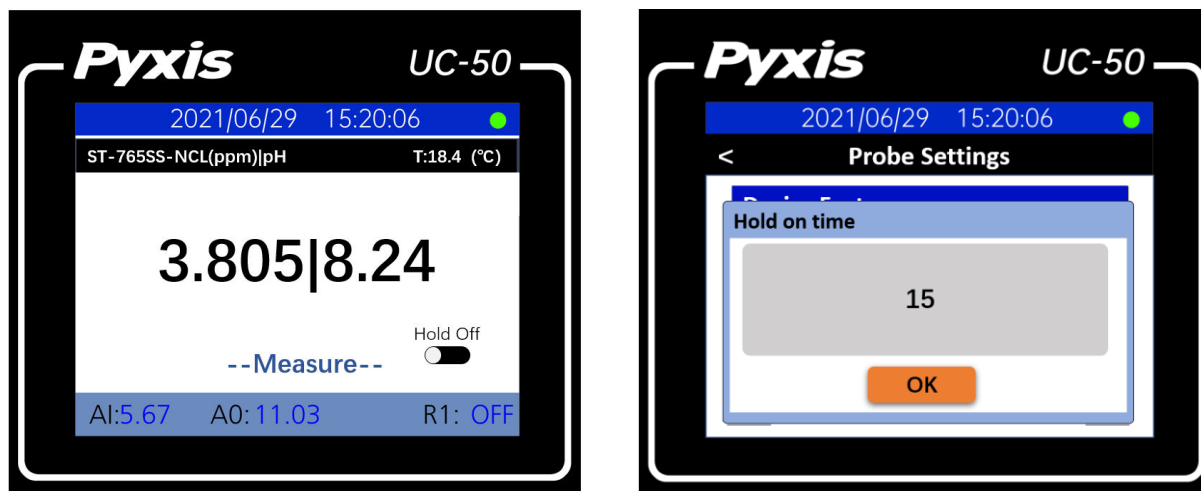 Pyxis UC-50
2021/06/29 15:20:06
ST-765SS-NCL(ppm)|pH T:18.4 (°C)
3.805|8.24
Hold Off
--Measure--
AI:5.67 A0:11.03 R1: OFF
Pyxis UC-50
2021/06/29 15:20:06
< Probe Settings
Hold on time
15
OK